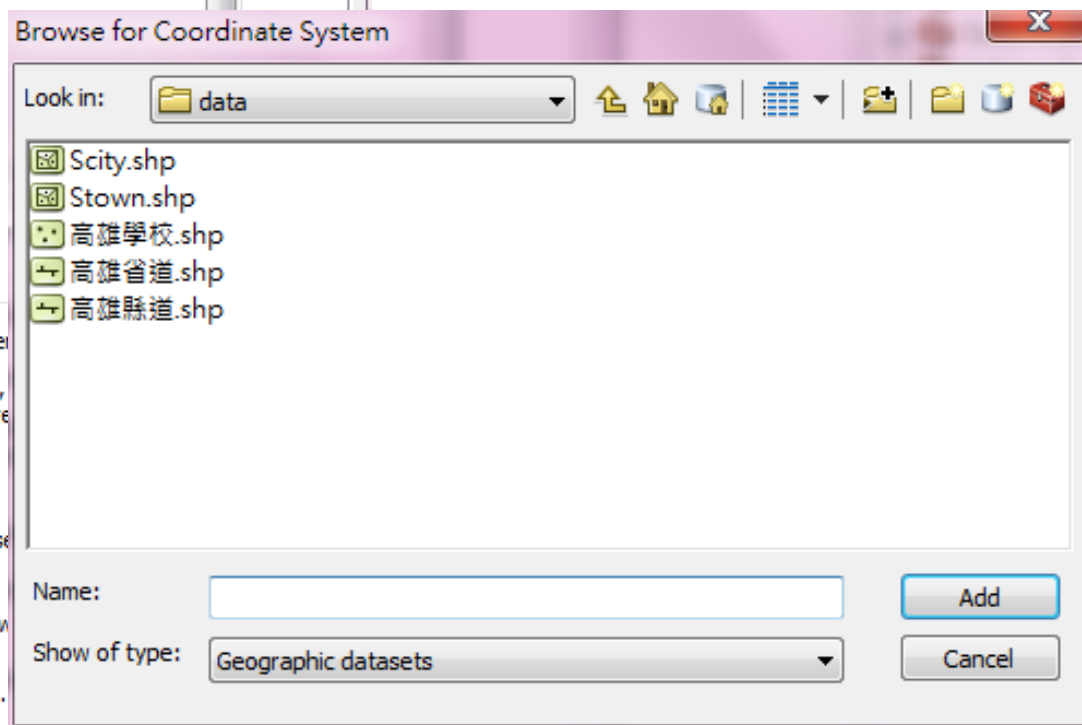 Browse for Coordinate System
Look in: data
Scity.shp
Stown.shp
高雄學校.shp
高雄省道.shp
高雄縣道.shp
Name: Add
Show of type: Geographic datasets Cancel